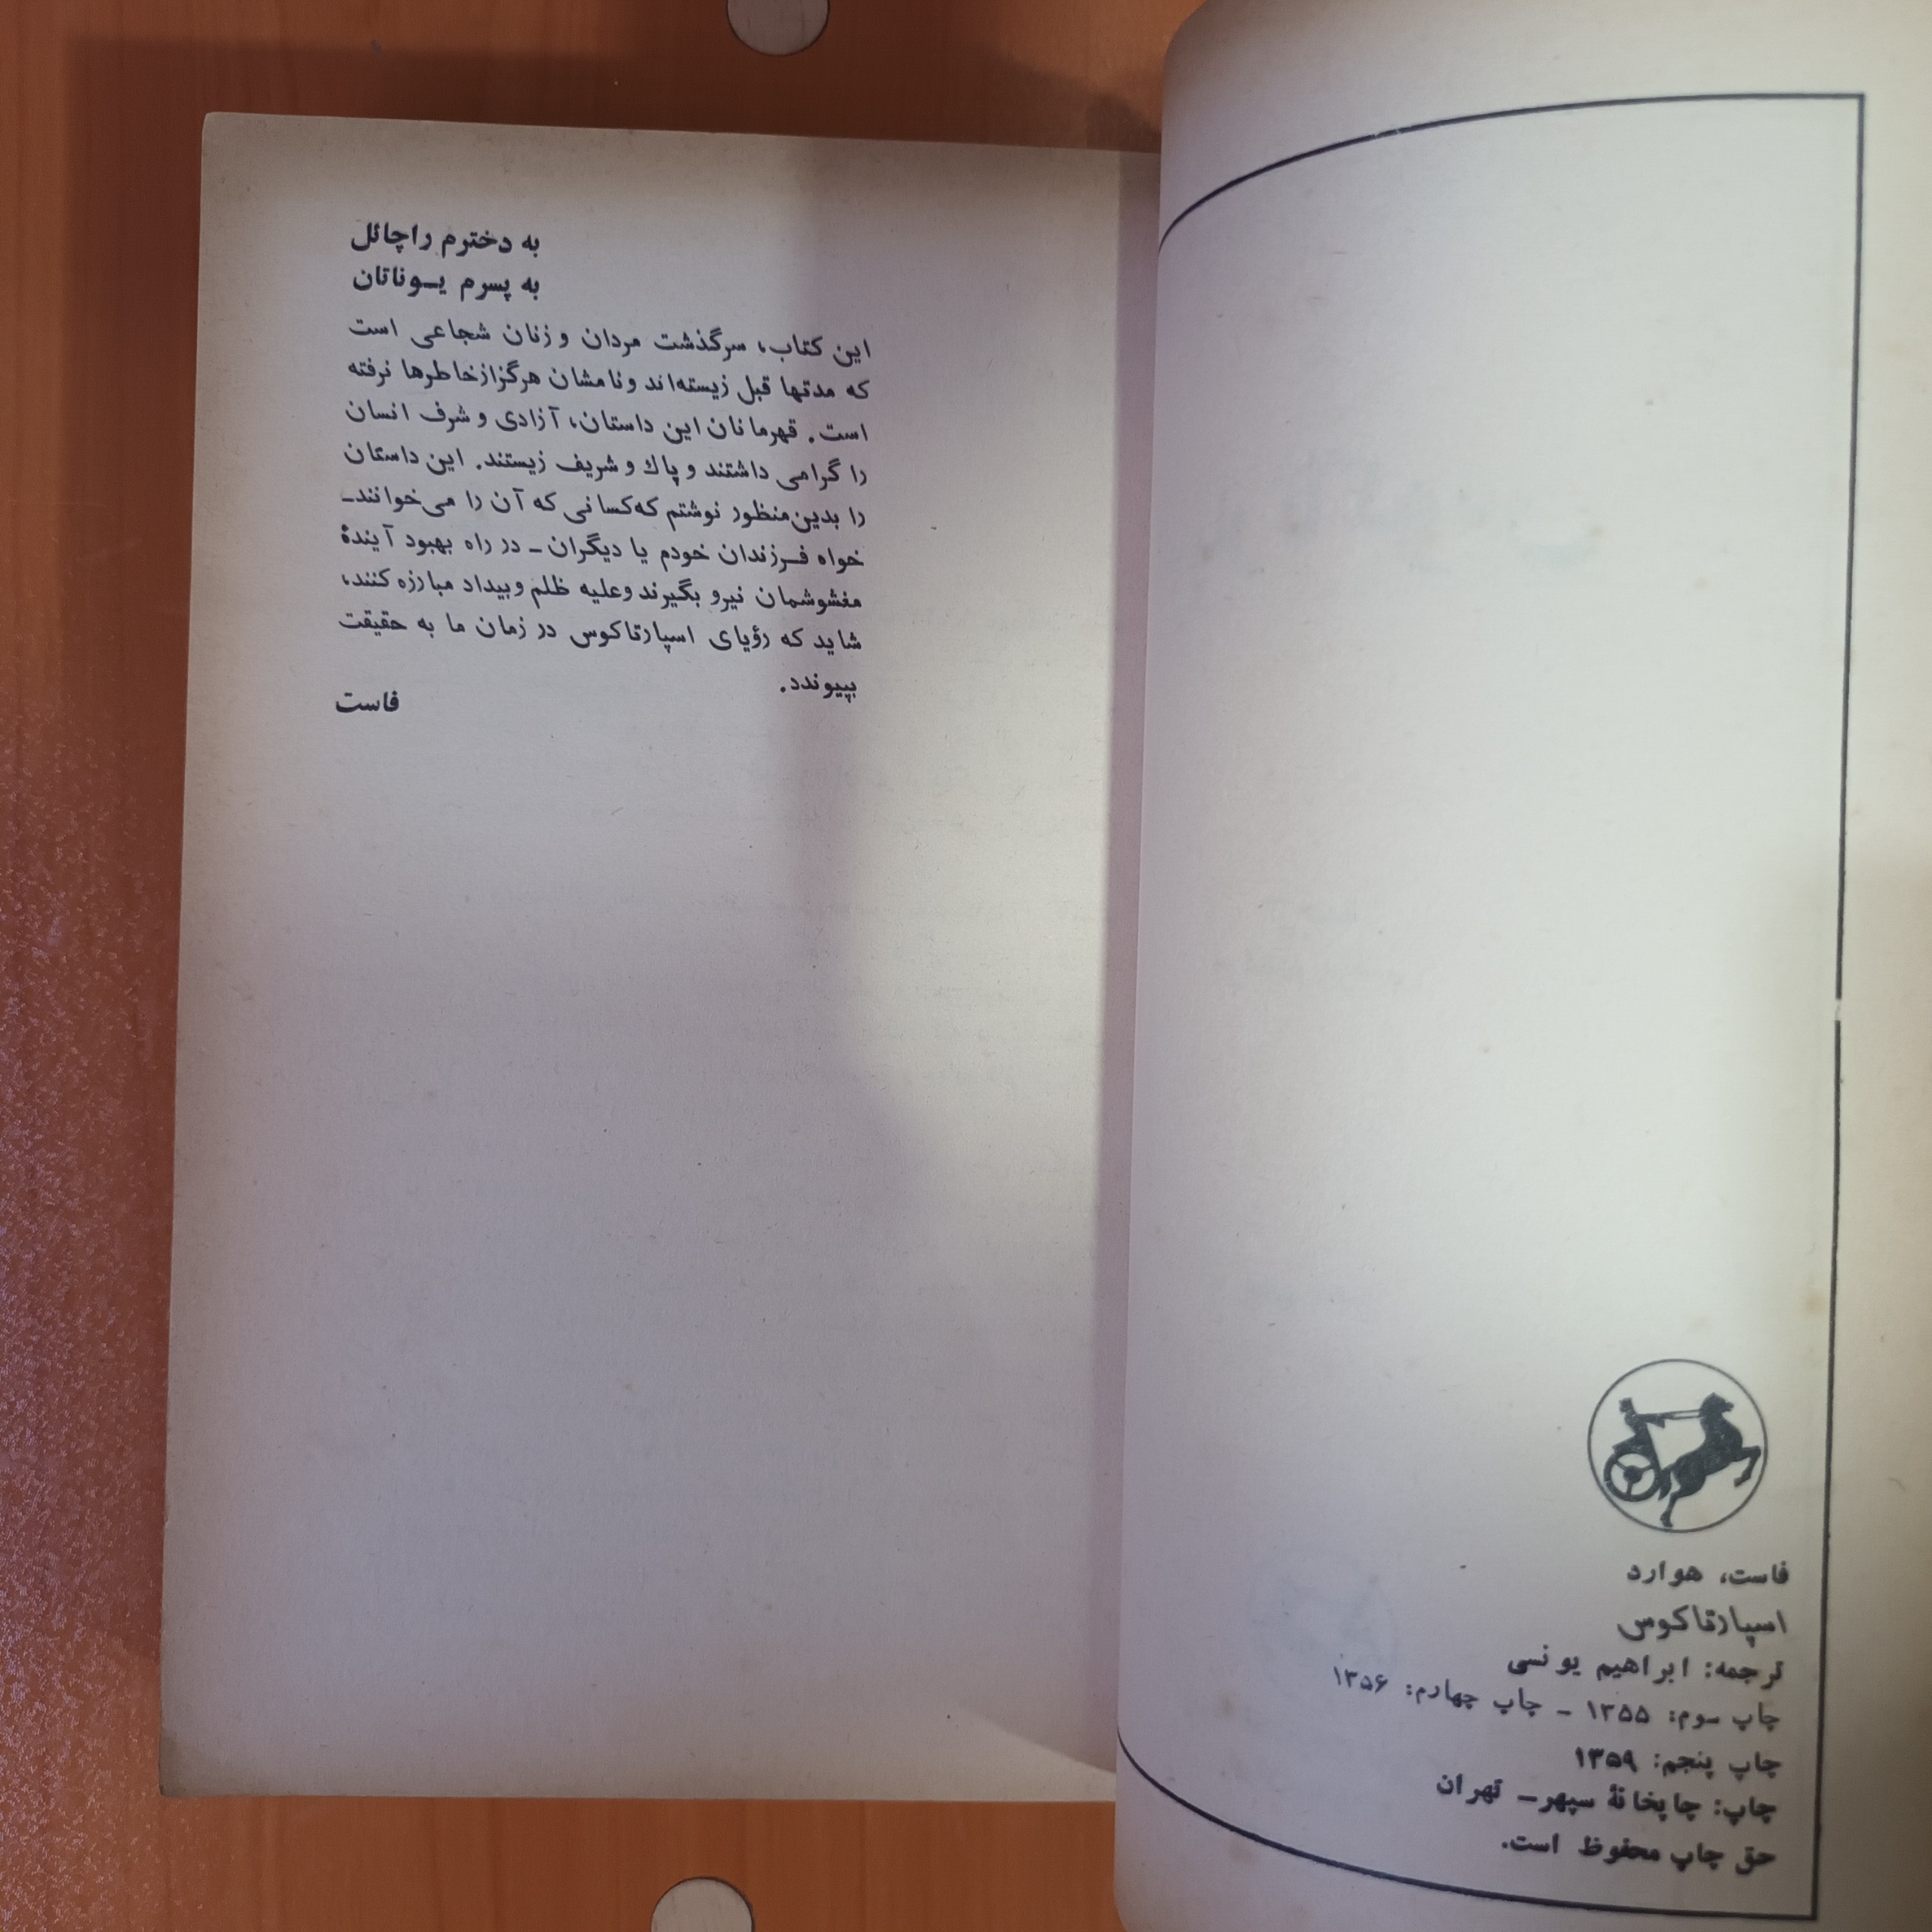 فاست، هوارد
اسپارتاکوس
ترجمه: ابراهیم یونسی
چاپ سوم: ۱۳۵۵ - چاپ چهارم: ۱۳۵۶
چاپ پنجم: ۱۳۵۹
چاپ: چاپخانهٔ سپهر- تهران
حق چاپ محفوظ است.
به دخترم راچائل
به پسرم یـوناتان
این کتاب، سرگذشت مردان و زنان شجاعی است
که مدتها قبل زیسته‌اند و نامشان هرگز از خاطرها نرفته
است. قهرمانان این داستان، آزادی و شرف انسان
را گرامی داشتند و پاك و شریف زیستند. این داستان
را بدین‌منظور نوشتم که‌کسانی که آن را می‌خوانند-
خواه فـرزندان خودم یا دیگران- در راه بهبود آیندهٔ
مغشوشمان نیرو بگیرند و علیه ظلم و بیداد مبارزه کنند،
شاید که رؤیای اسپارتاکوس در زمان ما به حقیقت
بپیوندد.
فاست